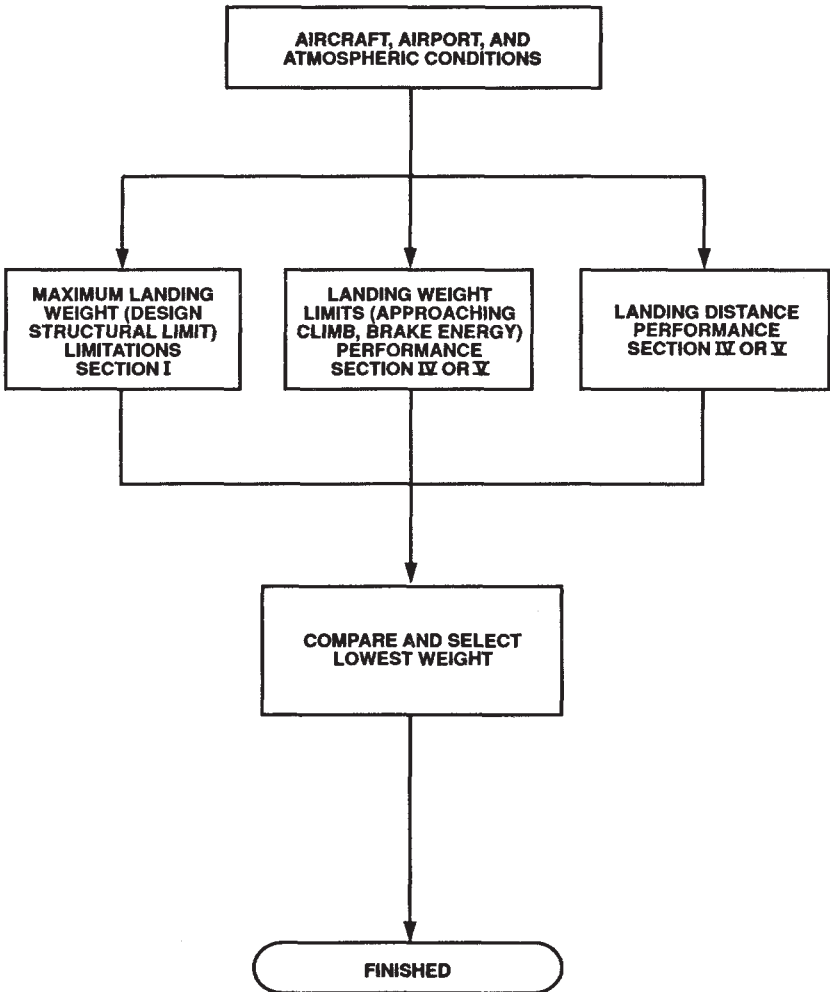 AIRCRAFT, AIRPORT, AND
ATMOSPHERIC CONDITIONS
MAXIMUM LANDING
WEIGHT (DESIGN
STRUCTURAL LIMIT)
LIMITATIONS
SECTION I
LANDING WEIGHT
LIMITS (APPROACHING
CLIMB, BRAKE ENERGY)
PERFORMANCE
SECTION IV OR V
LANDING DISTANCE
PERFORMANCE
SECTION IV OR V
COMPARE AND SELECT
LOWEST WEIGHT
FINISHED